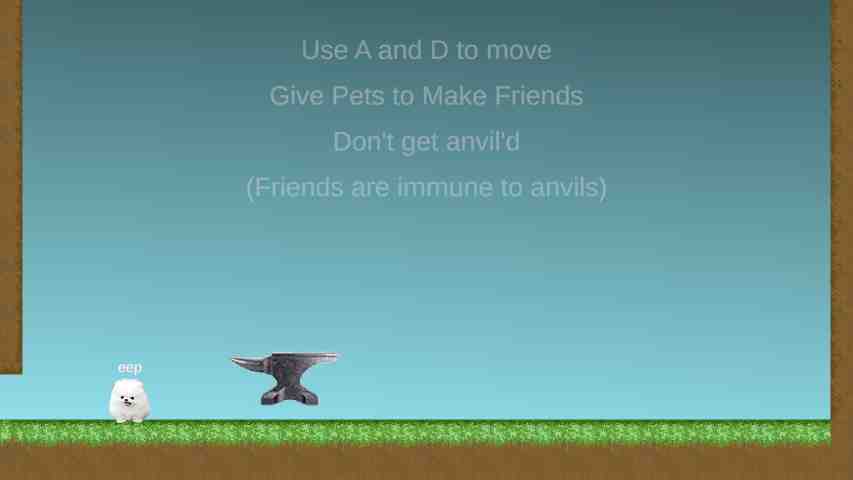 Use A and D to move
Give Pets to Make Friends
Don't get anvil'd
(Friends are immune to anvils)
eep